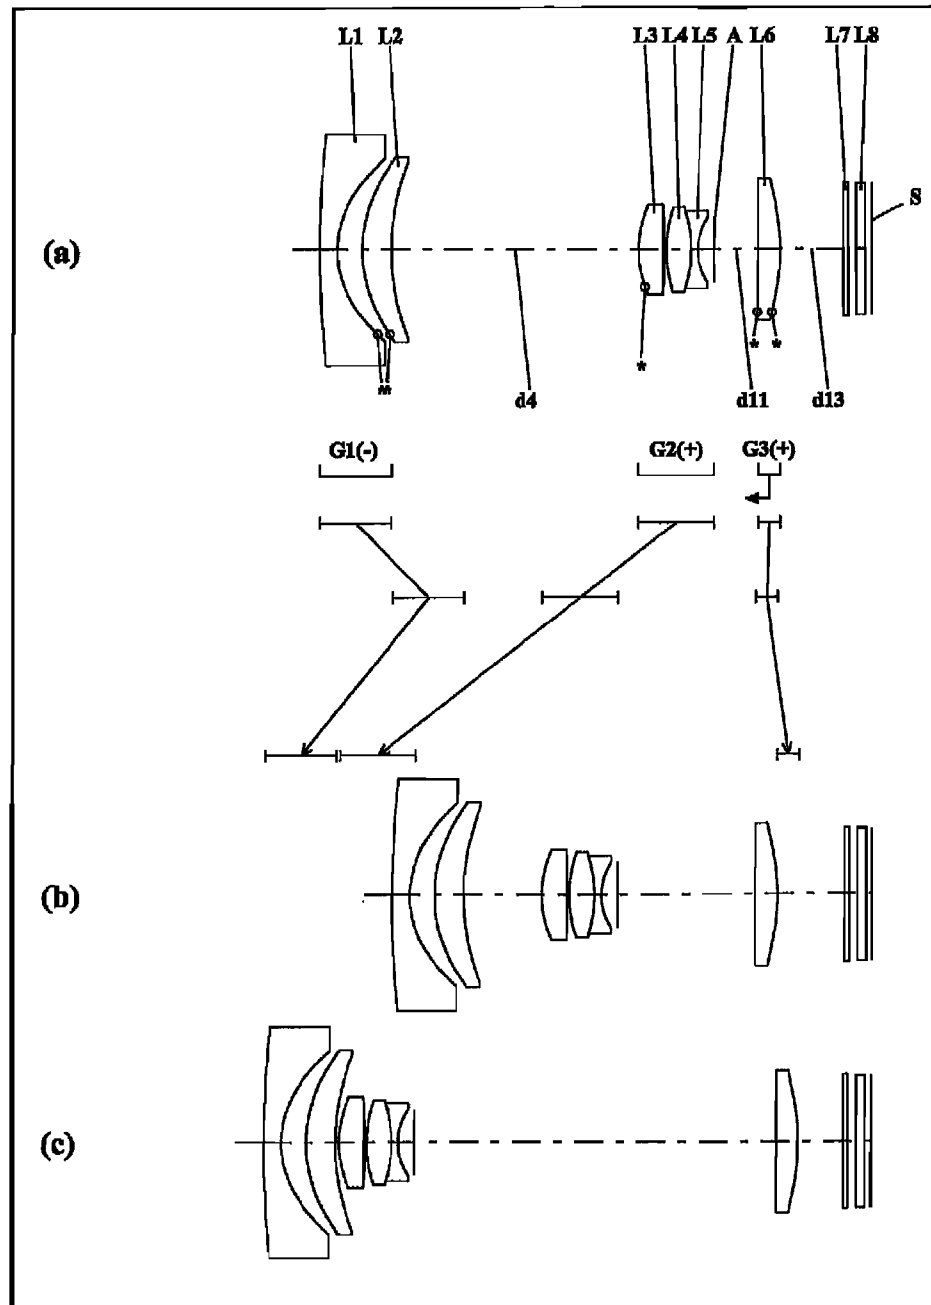 L1 L2 L3 L4 L5 A L6 L7 L8
S
(a)
* * * *
d4 d11 d13
G1(-) G2(+) G3(+)
(b)
(c)